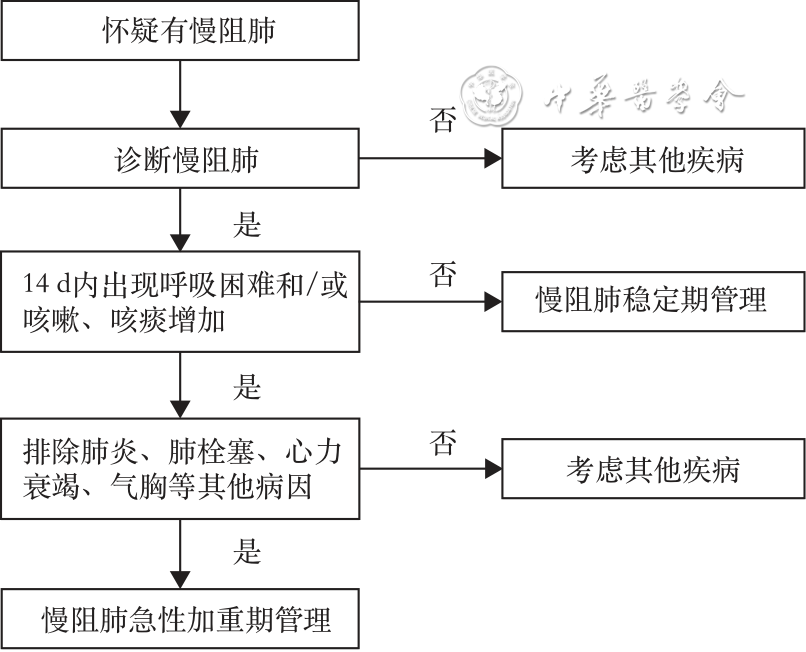 怀疑有慢阻肺
中华医学会
否
诊断慢阻肺
考虑其他疾病
是
14 d内出现呼吸困难和/或
咳嗽、咳痰增加
否
慢阻肺稳定期管理
是
排除肺炎、肺栓塞、心力
衰竭、气胸等其他病因
否
考虑其他疾病
是
慢阻肺急性加重期管理